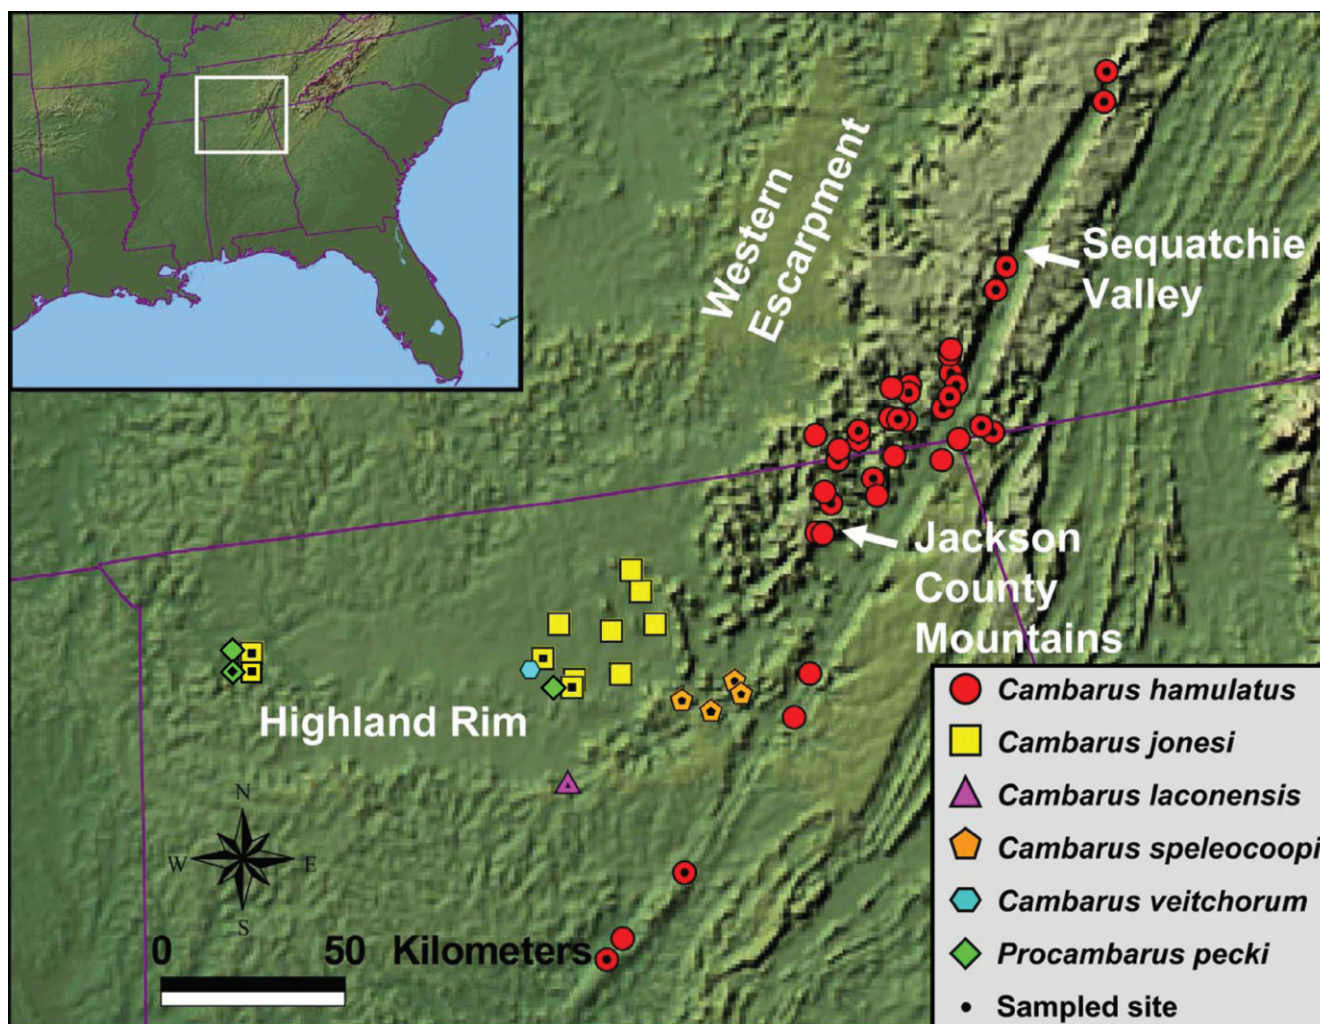 Western
Escarpment
Sequatchie
Valley
Jackson
County
Mountains
Highland Rim
N
W E
S
0 50 Kilometers
Cambarus hamulatus
Cambarus jonesi
Cambarus laconensis
Cambarus speleocoopi
Cambarus veitchorum
Procambarus pecki
Sampled site